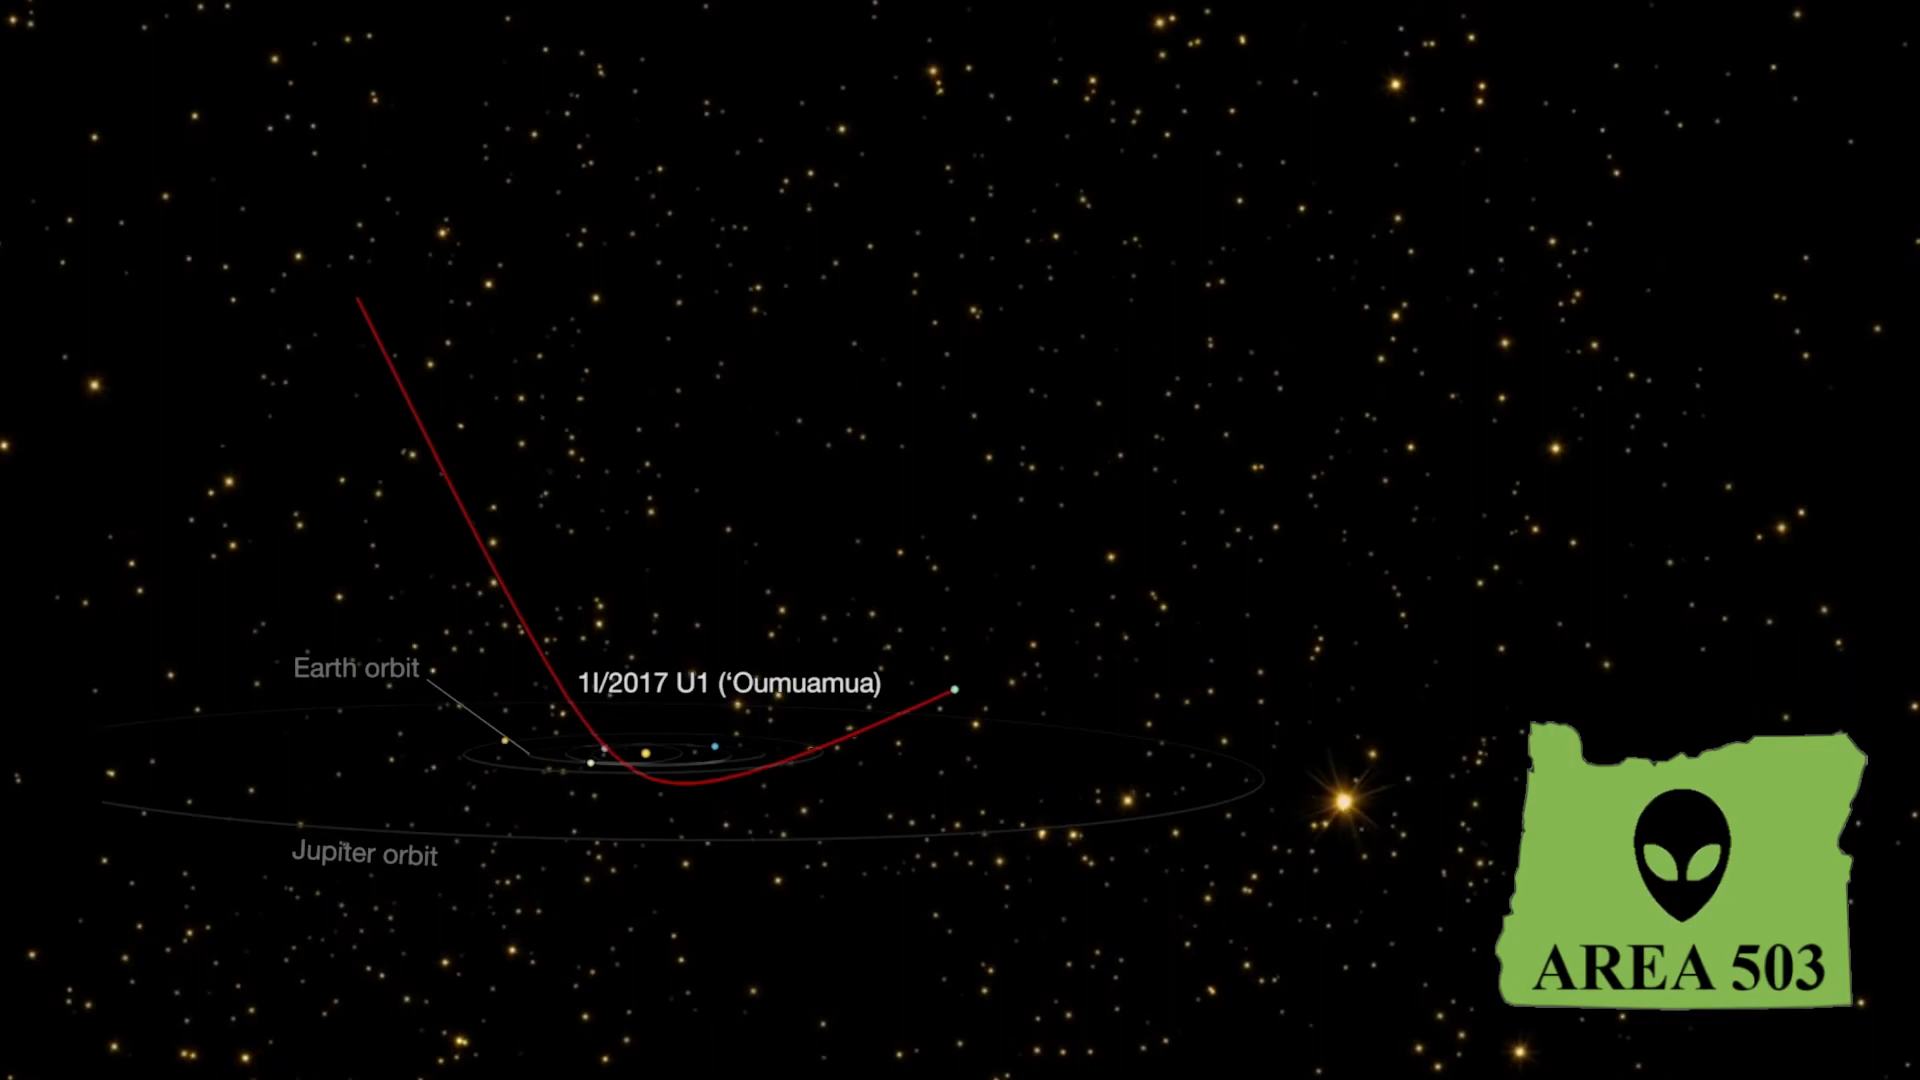 Earth orbit
1I/2017 U1 (‘Oumuamua)
Jupiter orbit
AREA 503